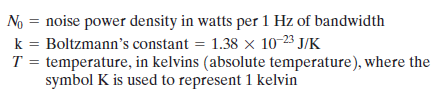 N₀ = noise power density in watts per 1 Hz of bandwidth
k = Boltzmann's constant = 1.38 × 10⁻²³ J/K
T = temperature, in kelvins (absolute temperature), where the
symbol K is used to represent 1 kelvin